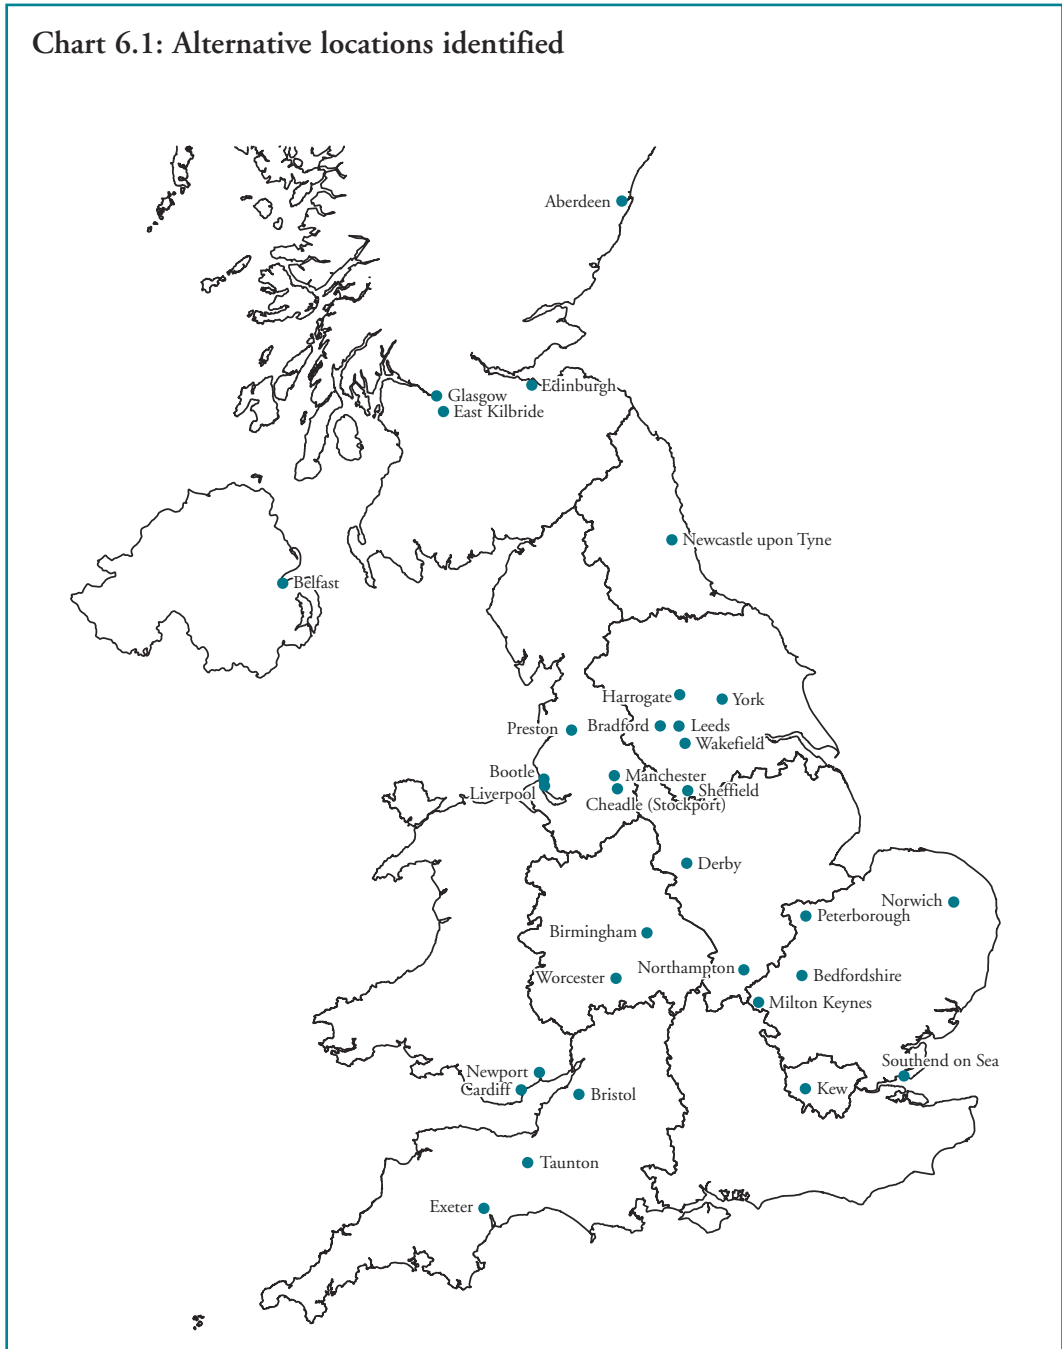 Chart 6.1: Alternative locations identified
Aberdeen
Edinburgh
Glasgow
East Kilbride
Newcastle upon Tyne
Belfast
Harrogate
York
Preston
Bradford
Leeds
Wakefield
Bootle
Manchester
Liverpool
Sheffield
Cheadle (Stockport)
Derby
Norwich
Peterborough
Birmingham
Northampton
Worcester
Bedfordshire
Milton Keynes
Southend on Sea
Newport
Cardiff
Kew
Bristol
Taunton
Exeter